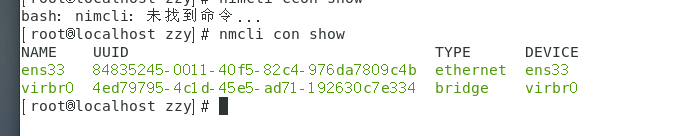 bash: nimcli: 未找到命令...
[root@localhost zzy]# nmcli con show
NAME    UUID                                  TYPE      DEVICE
ens33   84835245-0011-40f5-82c4-976da7809c4b  ethernet  ens33
virbr0  4ed79795-4c1d-45e5-ad71-192630c7e334  bridge    virbr0
[root@localhost zzy]#